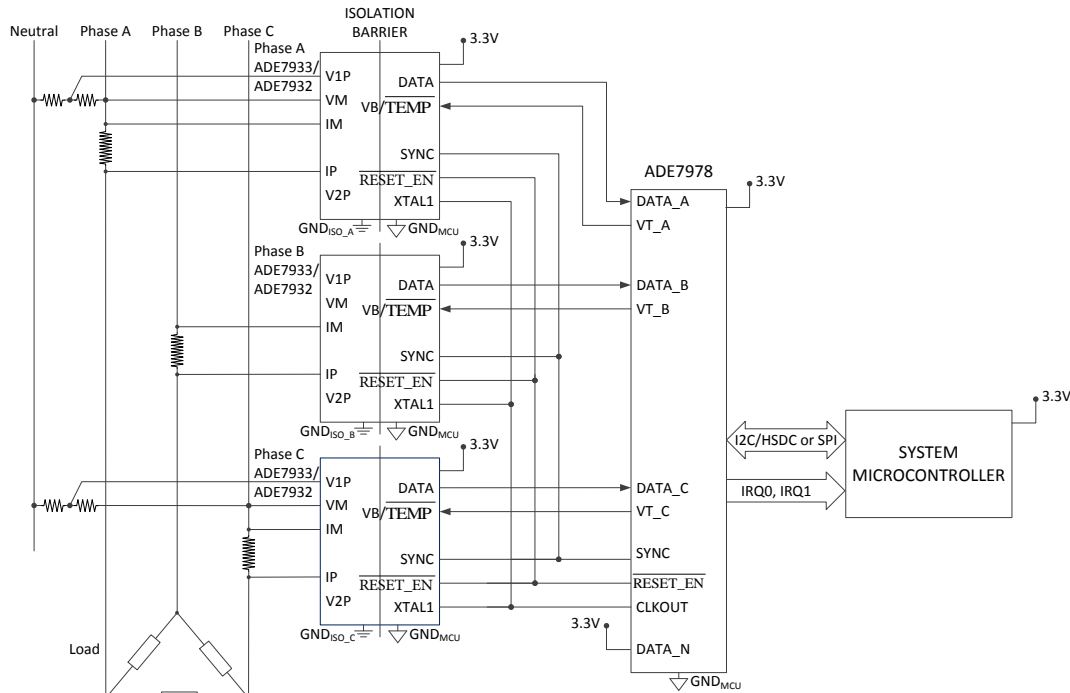 ISOLATION
BARRIER
Neutral Phase A Phase B Phase C
Phase A
ADE7933/
ADE7932
3.3V
V1P
VM
IM
IP
V2P
DATA
VB/TEMP
SYNC
RESET_EN
XTAL1
GNDISO_A
GNDMCU
Phase B
ADE7933/
ADE7932
3.3V
V1P
VM
IM
IP
V2P
DATA
VB/TEMP
SYNC
RESET_EN
XTAL1
GNDISO_B
GNDMCU
Phase C
ADE7933/
ADE7932
3.3V
V1P
VM
IM
IP
V2P
DATA
VB/TEMP
SYNC
RESET_EN
XTAL1
GNDISO_C
GNDMCU
Load
ADE7978
3.3V
DATA_A
VT_A
DATA_B
VT_B
DATA_C
VT_C
SYNC
RESET_EN
CLKOUT
3.3V
DATA_N
GNDMCU
I2C/HSDC or SPI
IRQ0, IRQ1
3.3V
SYSTEM
MICROCONTROLLER